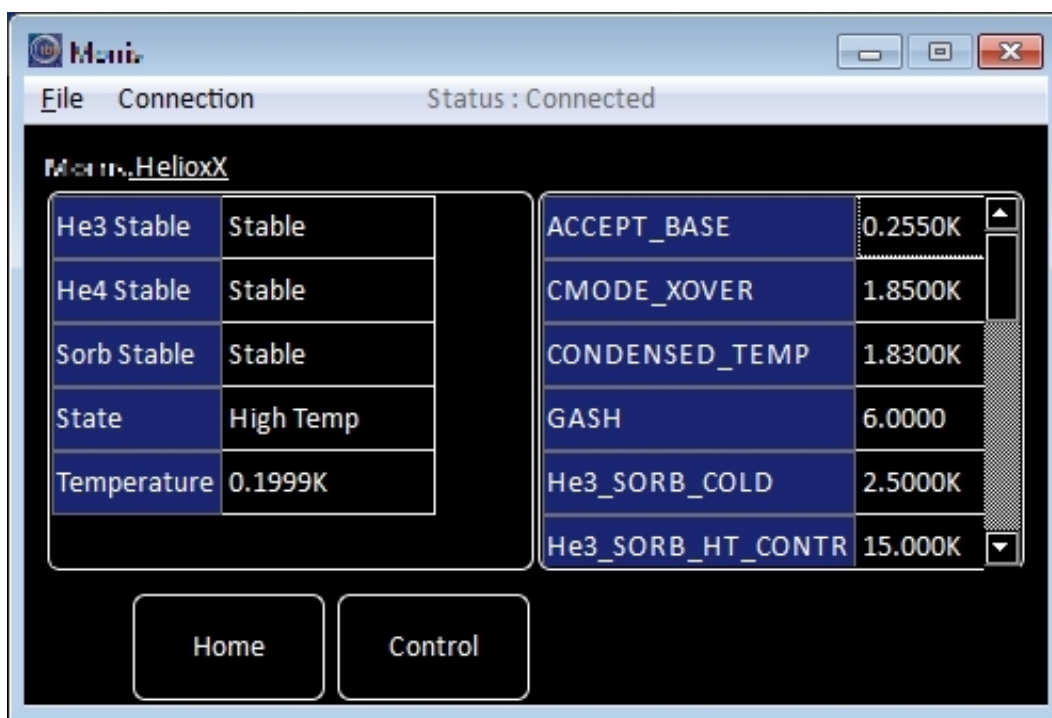 File Connection Status : Connected
.HelioxX
He3 Stable Stable
He4 Stable Stable
Sorb Stable Stable
State High Temp
Temperature 0.1999K
ACCEPT_BASE 0.2550K
CMODE_XOVER 1.8500K
CONDENSED_TEMP 1.8300K
GASH 6.0000
He3_SORB_COLD 2.5000K
He3_SORB_HT_CONTR 15.000K
Home Control